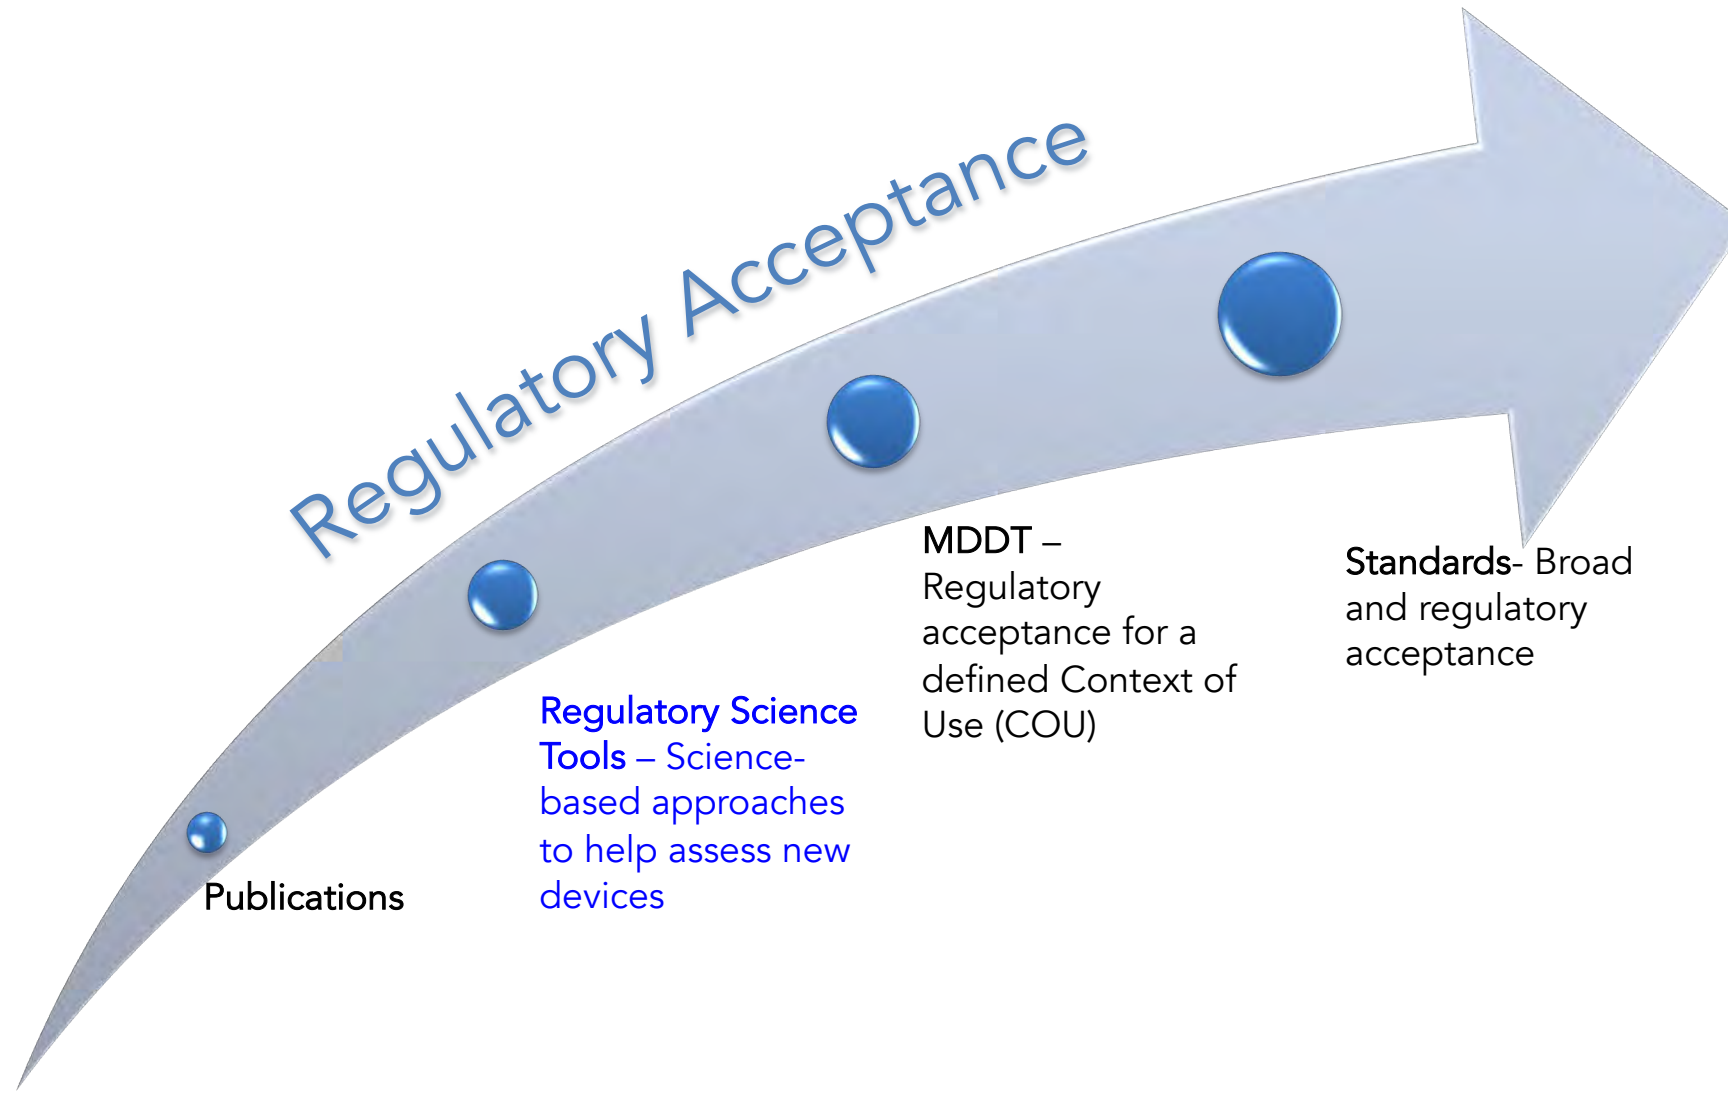 Regulatory Acceptance
Publications
Regulatory Science
Tools – Science-
based approaches
to help assess new
devices
MDDT –
Regulatory
acceptance for a
defined Context of
Use (COU)
Standards- Broad
and regulatory
acceptance